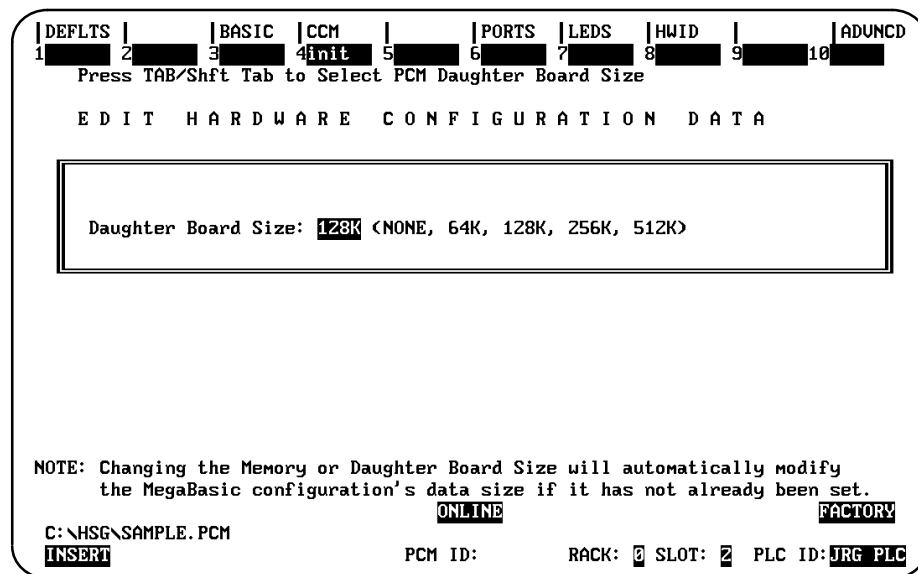 |DEFLTS | |BASIC |CCM | |PORTS |LEDS |HWID | |ADVNCD
1 2 3 4init 5 6 7 8 9 10
Press TAB/Shft Tab to Select PCM Daughter Board Size
E D I T H A R D W A R E C O N F I G U R A T I O N D A T A
Daughter Board Size: 128K (NONE, 64K, 128K, 256K, 512K)
NOTE: Changing the Memory or Daughter Board Size will automatically modify
the MegaBasic configuration's data size if it has not already been set.
ONLINE FACTORY
C:\HSG\SAMPLE.PCM
INSERT PCM ID: RACK: 0 SLOT: 2 PLC ID: JRG PLC